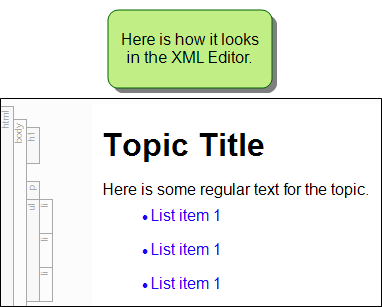 Here is how it looks
in the XML Editor.
html
body
h1
Topic Title
p
Here is some regular text for the topic.
ul
li
• List item 1
li
• List item 1
li
• List item 1